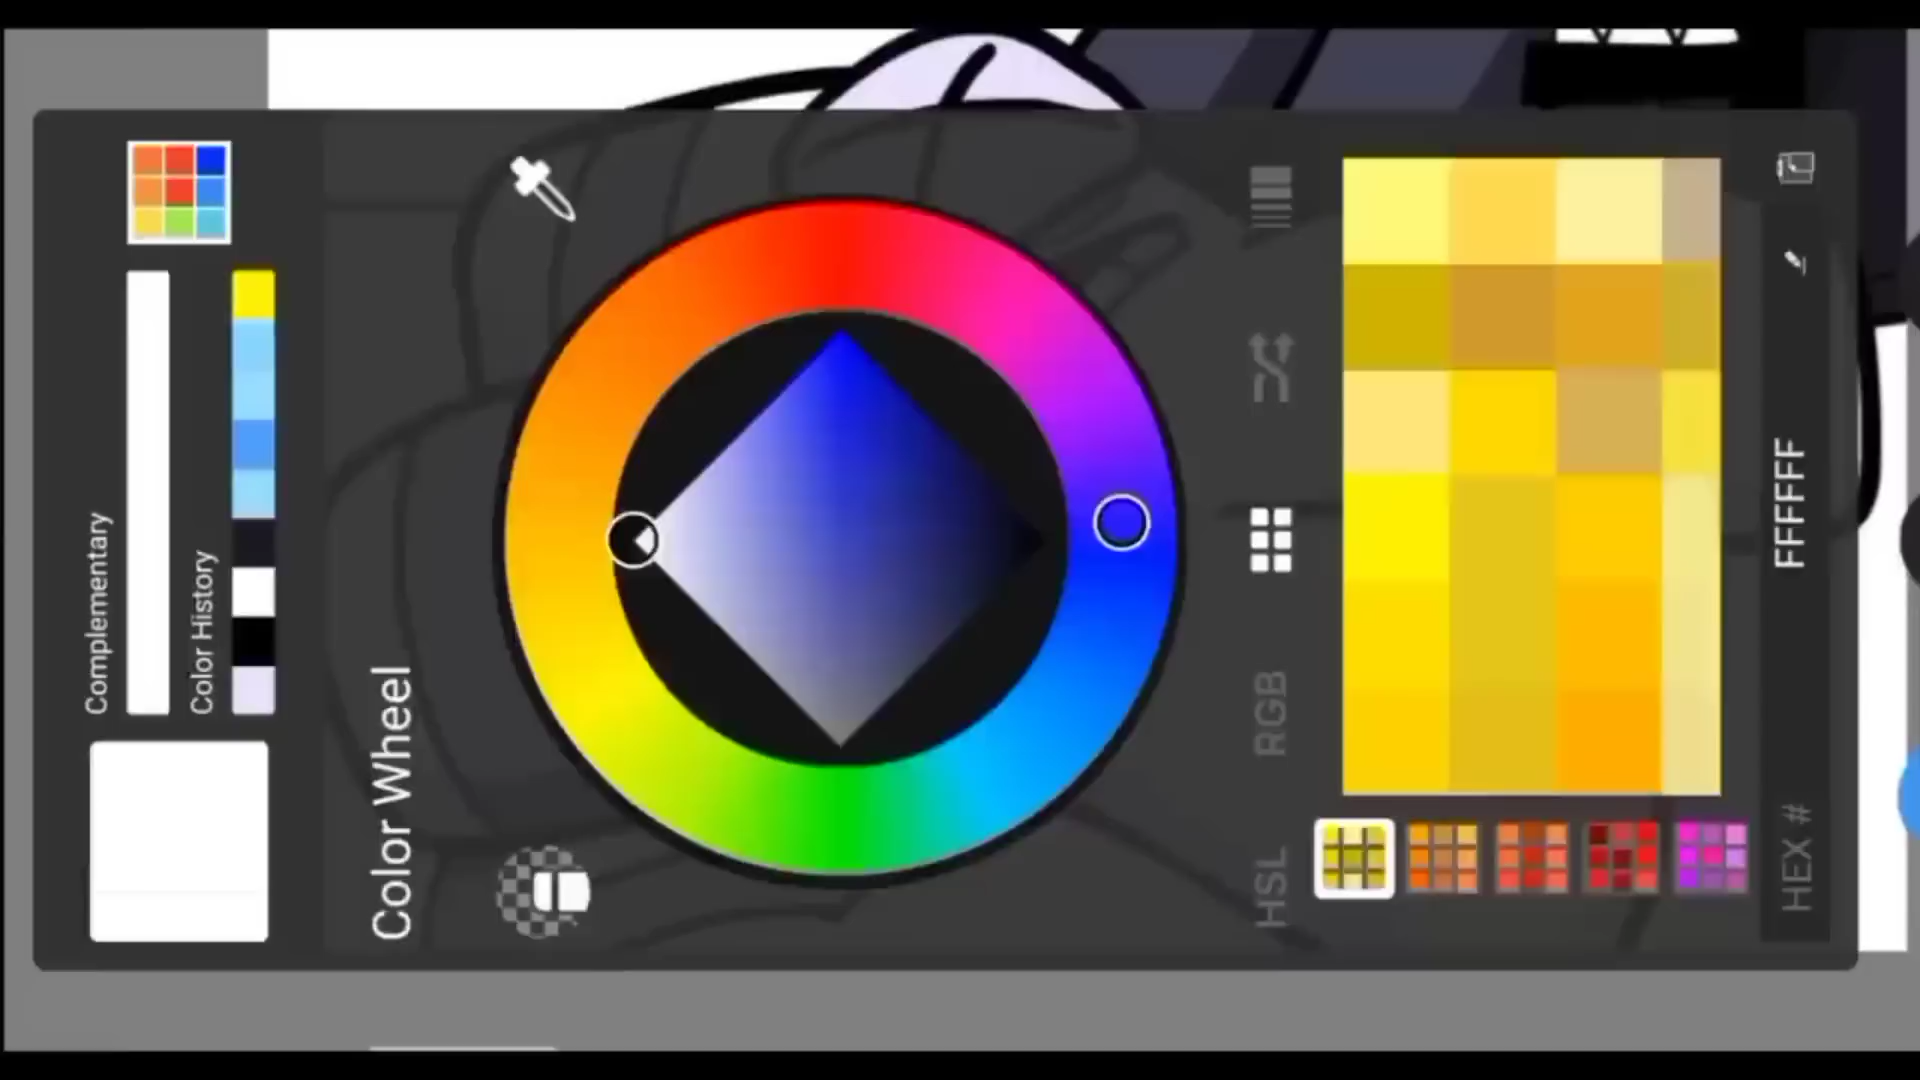 Complementary
Color History
Color Wheel
HSL
RGB
HEX #
FFFFFF